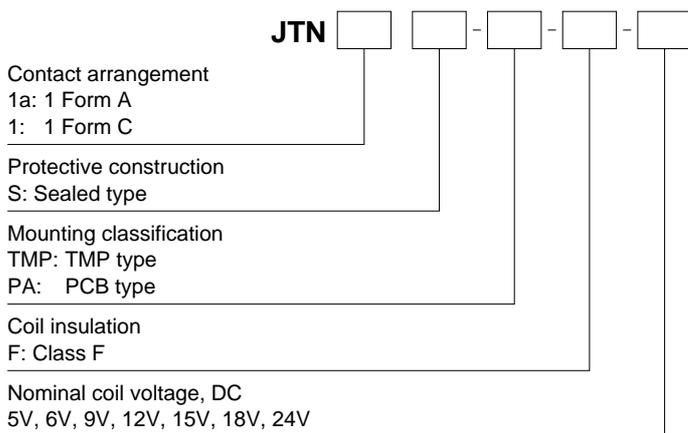 JTN - - -
Contact arrangement
1a: 1 Form A
1: 1 Form C
Protective construction
S: Sealed type
Mounting classification
TMP: TMP type
PA: PCB type
Coil insulation
F: Class F
Nominal coil voltage, DC
5V, 6V, 9V, 12V, 15V, 18V, 24V